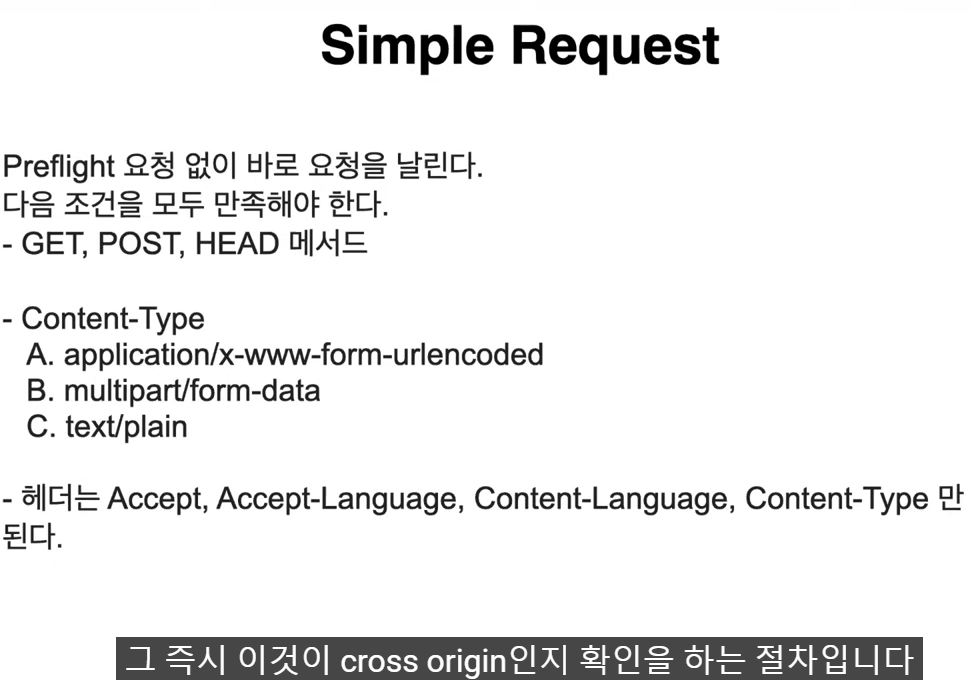 Simple Request
Preflight 요청 없이 바로 요청을 날린다.
다음 조건을 모두 만족해야 한다.
- GET, POST, HEAD 메서드
- Content-Type
A. application/x-www-form-urlencoded
B. multipart/form-data
C. text/plain
- 헤더는 Accept, Accept-Language, Content-Language, Content-Type 만
된다.
그 즉시 이것이 cross origin인지 확인을 하는 절차입니다